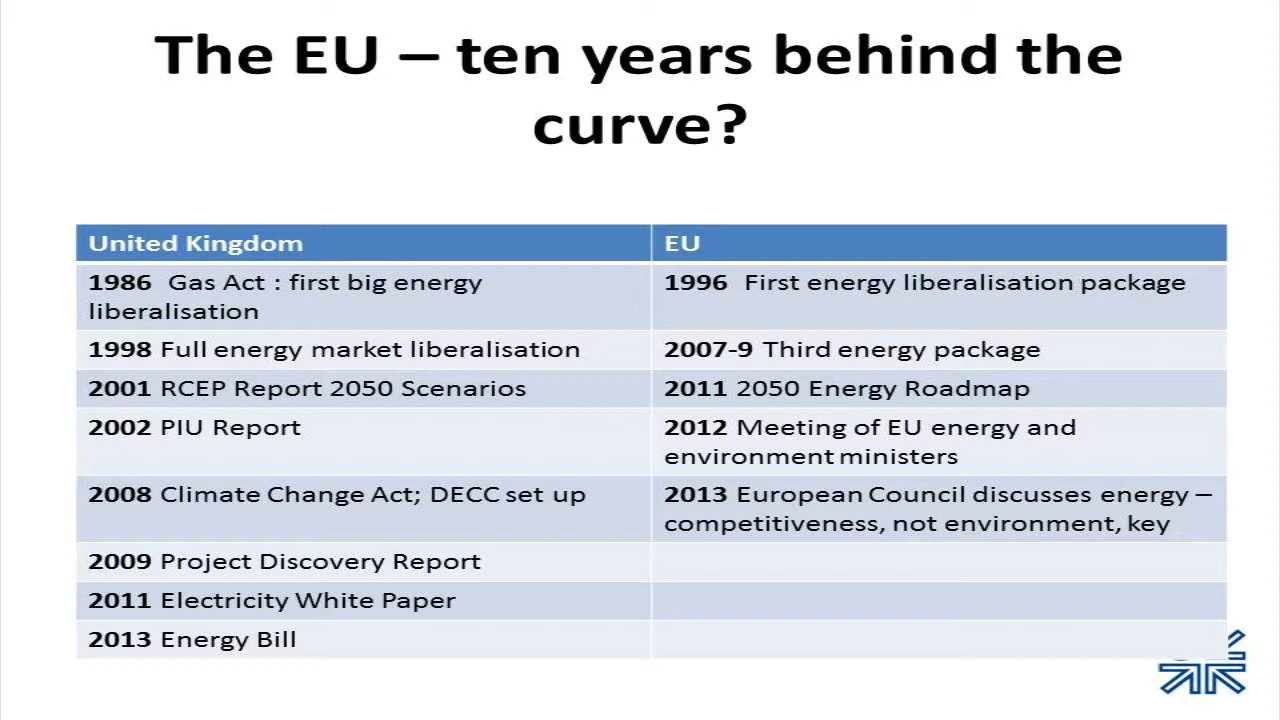 The EU – ten years behind the
curve?
United Kingdom
EU
1986 Gas Act : first big energy
liberalisation
1996 First energy liberalisation package
1998 Full energy market liberalisation
2007-9 Third energy package
2001 RCEP Report 2050 Scenarios
2011 2050 Energy Roadmap
2002 PIU Report
2012 Meeting of EU energy and
environment ministers
2008 Climate Change Act; DECC set up
2013 European Council discusses energy –
competitiveness, not environment, key
2009 Project Discovery Report
2011 Electricity White Paper
2013 Energy Bill